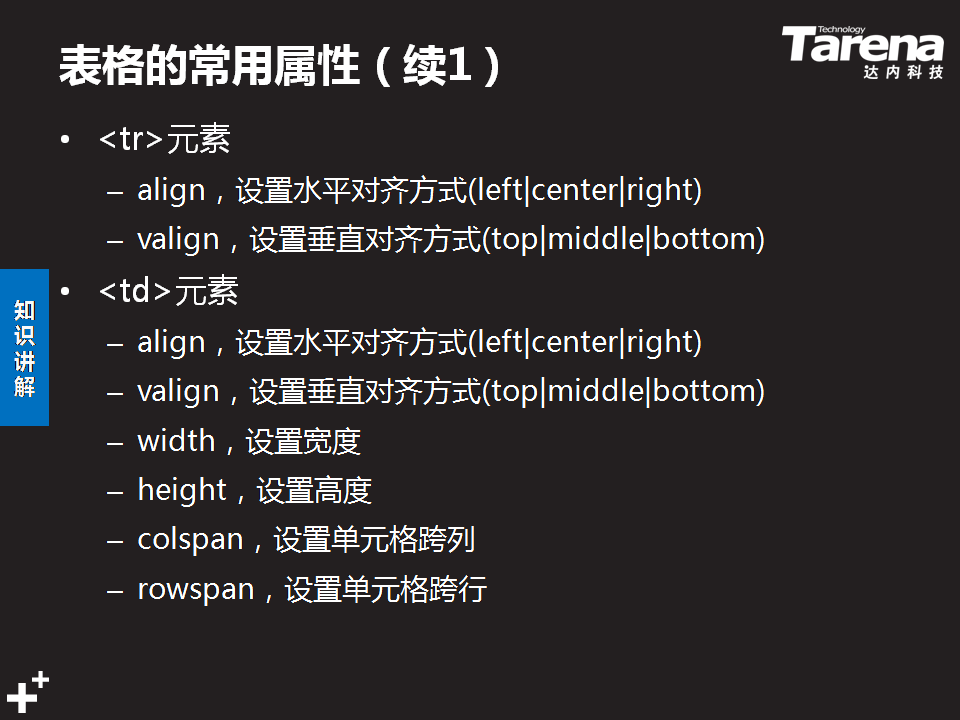 表格的常用属性（续1）
Technology
Tarena
达内科技
• <tr>元素
– align，设置水平对齐方式(left|center|right)
– valign，设置垂直对齐方式(top|middle|bottom)
• <td>元素
– align，设置水平对齐方式(left|center|right)
– valign，设置垂直对齐方式(top|middle|bottom)
– width，设置宽度
– height，设置高度
– colspan，设置单元格跨列
– rowspan，设置单元格跨行
知识讲解